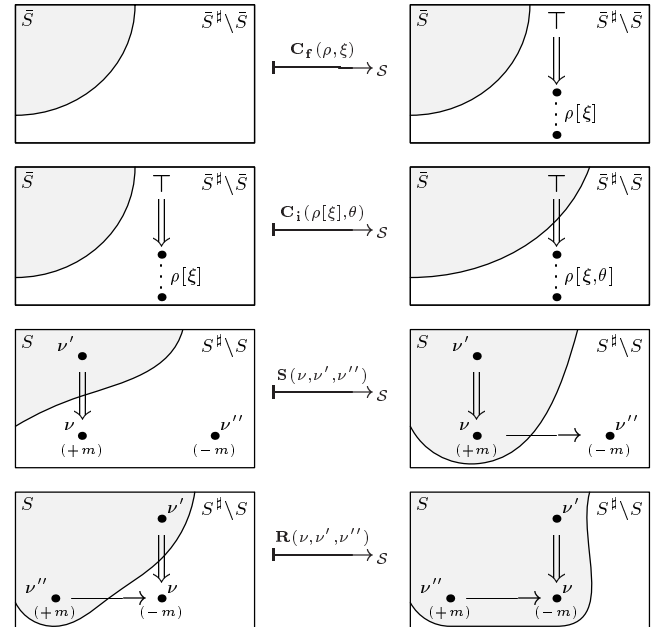 S̄ S̄♯\S̄ C_f(ρ,ξ) S S̄ ⊤ S̄♯\S̄
ρ[ξ]
S̄ ⊤ S̄♯\S̄ C_i(ρ[ξ],θ) S S̄ ⊤ S̄♯\S̄
ρ[ξ] ρ[ξ,θ]
S ν′ S♯\S S(ν,ν′,ν′′) S S ν′ S♯\S
ν ν′′ ν ν′′
(+m) (−m) (+m) (−m)
S ν′ S♯\S R(ν,ν′,ν′′) S S ν′ S♯\S
ν′′ ν ν′′ ν
(+m) (−m) (+m) (−m)